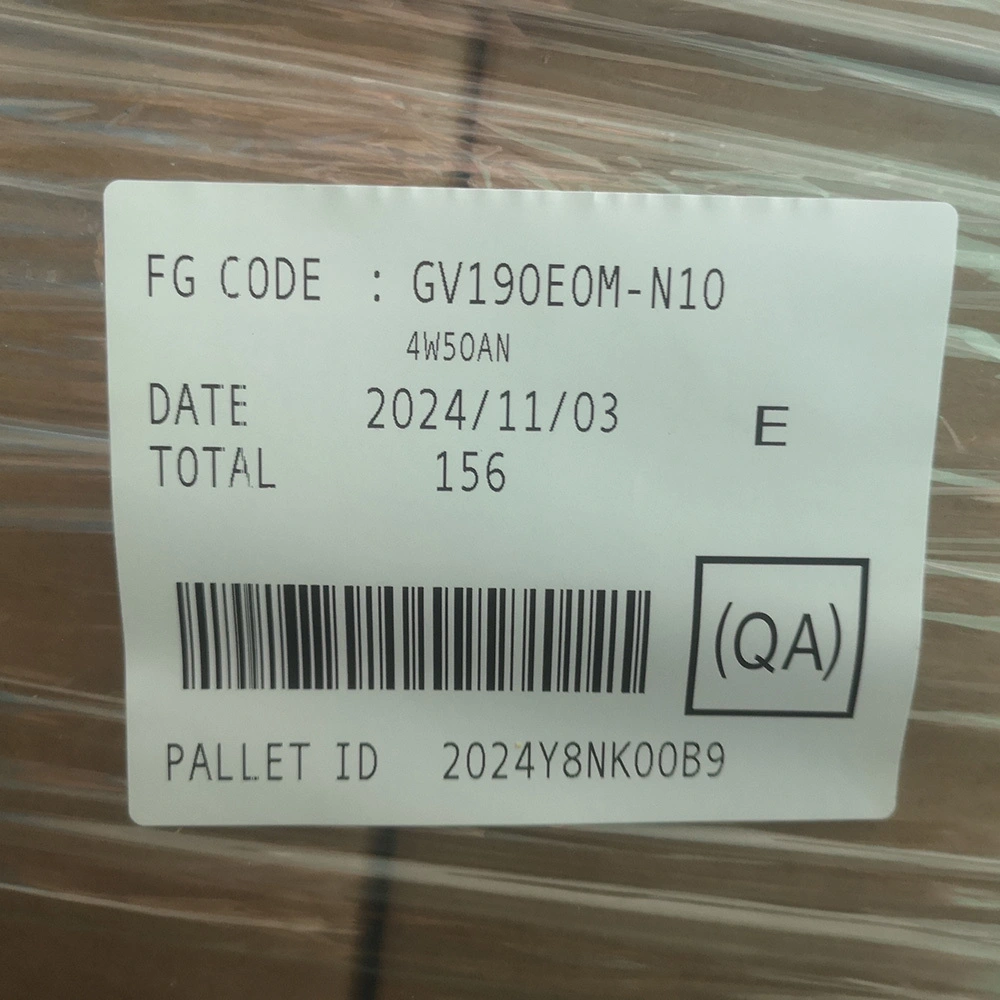 FG CODE : GV190E0M-N10
4W50AN
DATE 2024/11/03 E
TOTAL 156
(QA)
PALLET ID 2024Y8NK00B9